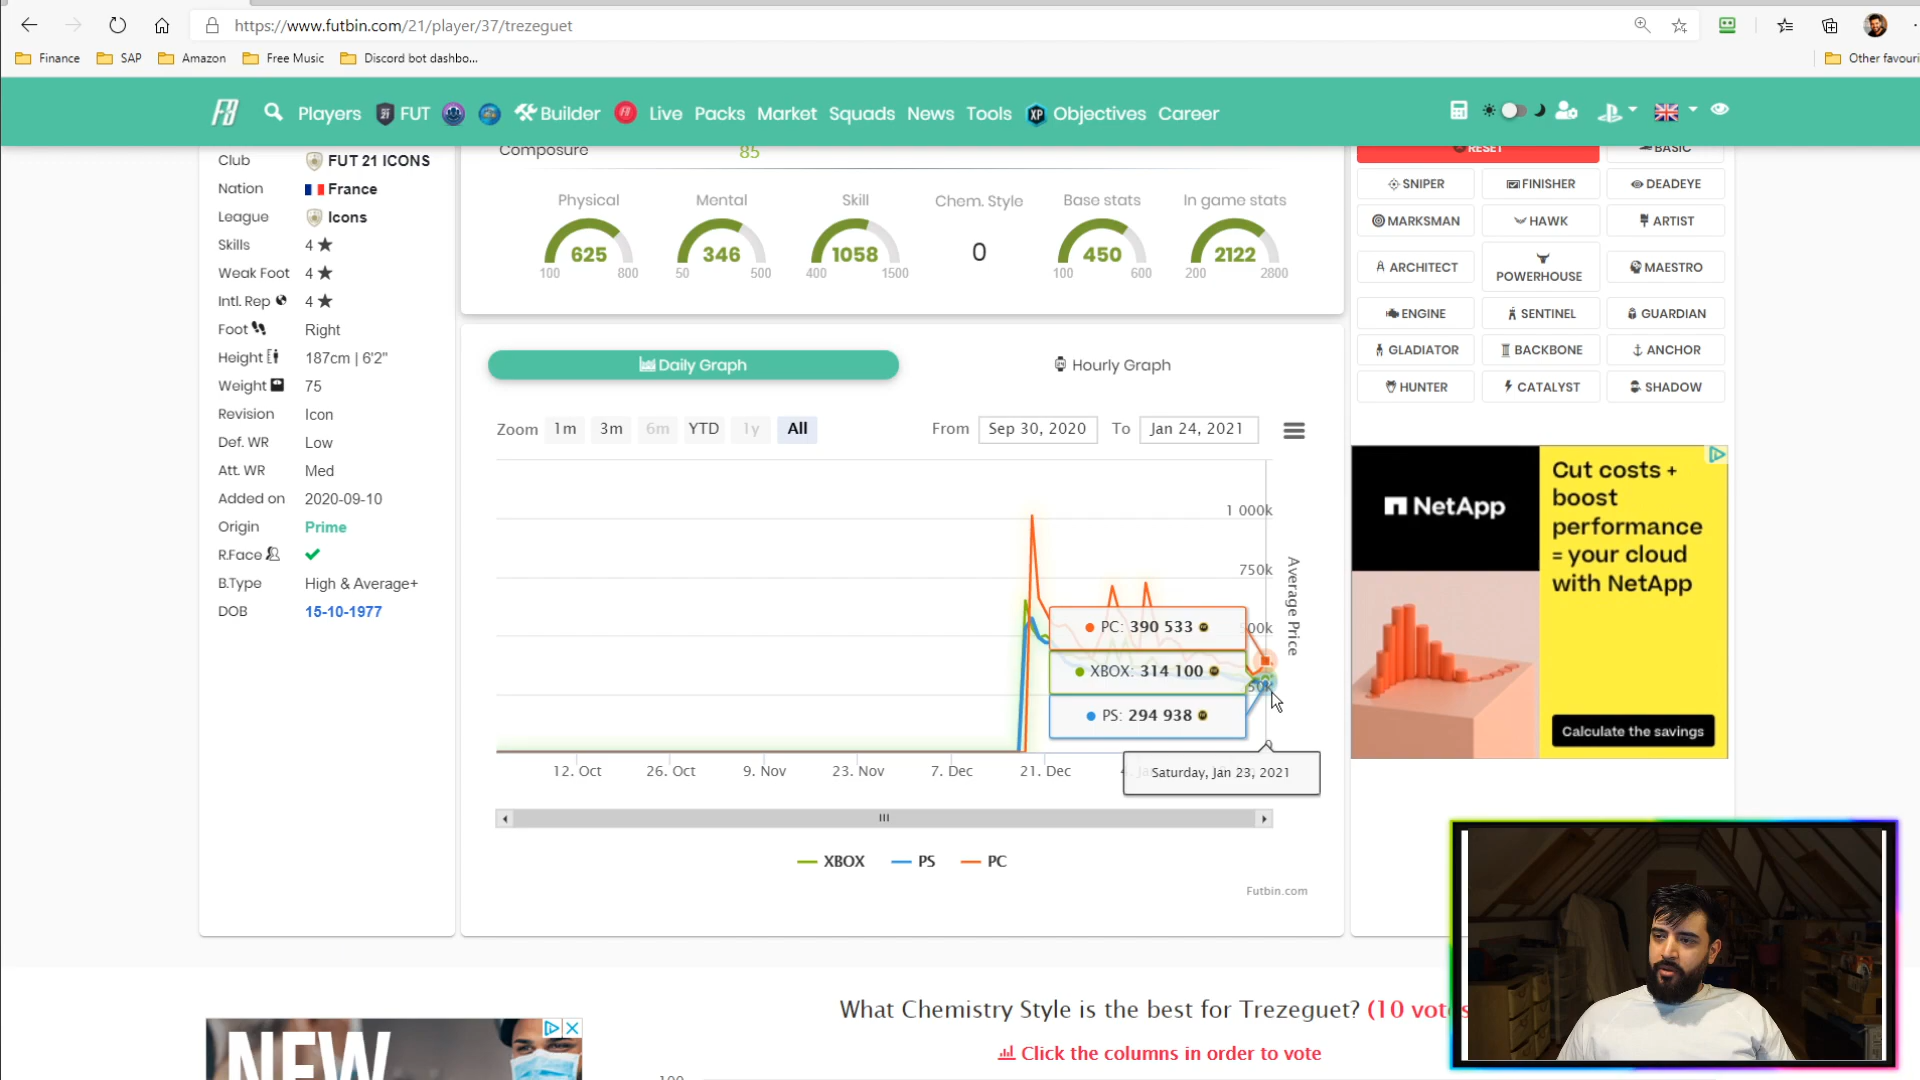 https://www.futbin.com/21/player/37/trezeguet
Finance SAP Amazon Free Music Discord bot dashbo... Other favouri
Players FUT Builder Live Packs Market Squads News Tools XP Objectives Career
Club FUT 21 ICONS
Nation France
League Icons
Skills 4
Weak Foot 4
Intl. Rep 4
Foot Right
Height 187cm | 6'2"
Weight 75
Revision Icon
Def. WR Low
Att. WR Med
Added on 2020-09-10
Origin Prime
R.Face
B.Type High & Average+
DOB 15-10-1977
Composure 85
Physical Mental Skill Chem. Style Base stats In game stats
625 346 1058 0 450 2122
100 800 50 500 400 1500 100 600 200 2800
Daily Graph Hourly Graph
Zoom 1m 3m 6m YTD 1y All From Sep 30, 2020 To Jan 24, 2021
1 000k
750k
0
Average Price
PC: 390 533
XBOX: 314 100
PS: 294 938
12. Oct 26. Oct 9. Nov 23. Nov 7. Dec 21. Dec
Saturday, Jan 23, 2021
XBOX PS PC
Futbin.com
RESET BASIC
SNIPER FINISHER DEADEYE
MARKSMAN HAWK ARTIST
ARCHITECT POWERHOUSE MAESTRO
ENGINE SENTINEL GUARDIAN
GLADIATOR BACKBONE ANCHOR
HUNTER CATALYST SHADOW
NetApp
Cut costs +
boost
performance
= your cloud
with NetApp
Calculate the savings
What Chemistry Style is the best for Trezeguet? (10 votes
Click the columns in order to vote
100
NEW